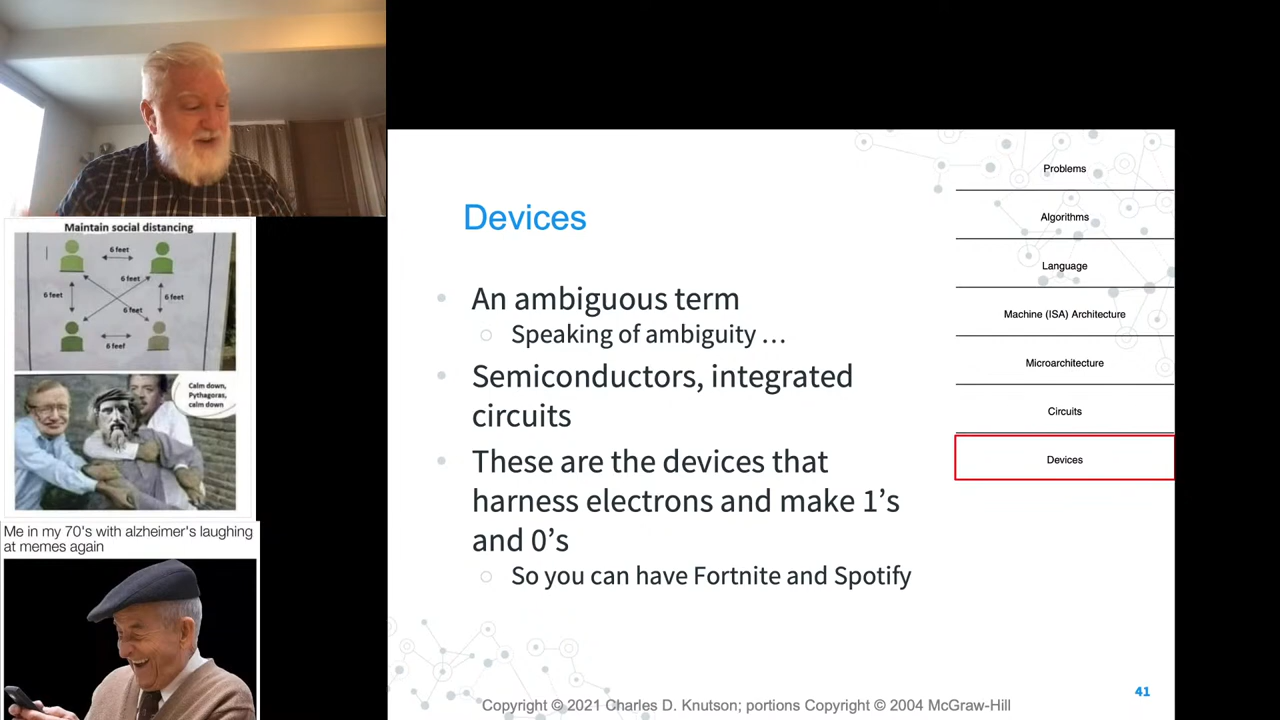 Maintain social distancing
6 feet
6 feet
6 feet
6 feet
6 feet
6 feet
Calm down,
Pythagoras,
calm down
Me in my 70's with alzheimer's laughing
at memes again
Devices
An ambiguous term
Speaking of ambiguity …
Semiconductors, integrated
circuits
These are the devices that
harness electrons and make 1’s
and 0’s
So you can have Fortnite and Spotify
Problems
Algorithms
Language
Machine (ISA) Architecture
Microarchitecture
Circuits
Devices
41
Copyright © 2021 Charles D. Knutson; portions Copyright © 2004 McGraw-Hill